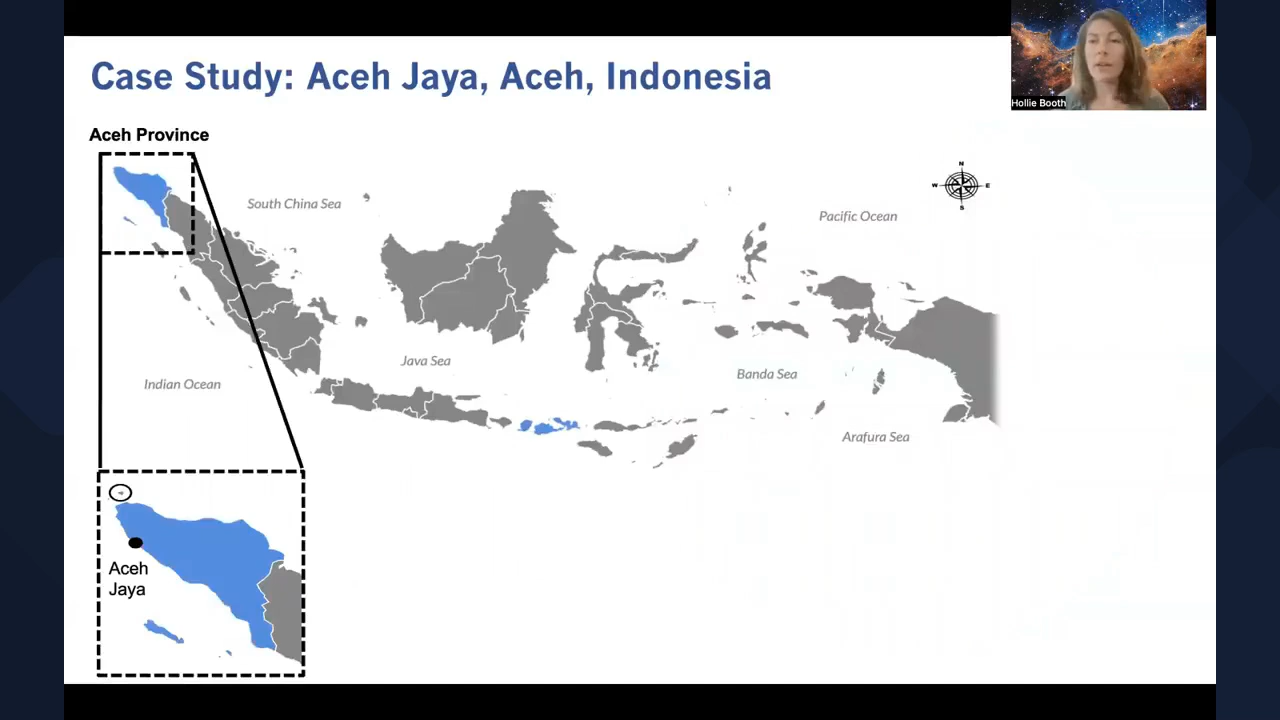 Case Study: Aceh Jaya, Aceh, Indonesia
Hollie Booth
Aceh Province
South China Sea
Pacific Ocean
N
W
E
S
Java Sea
Indian Ocean
Banda Sea
Arafura Sea
Aceh
Jaya